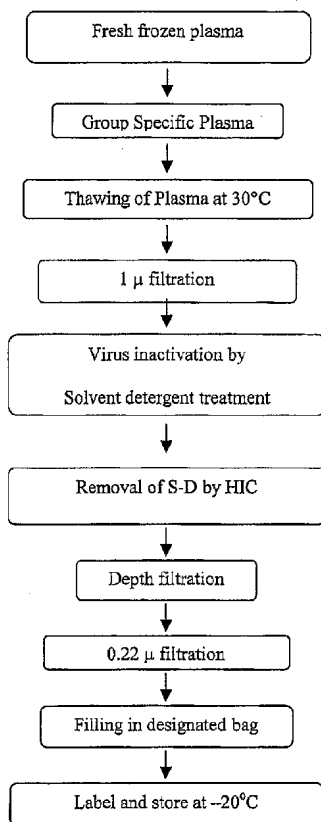 Fresh frozen plasma
Group Specific Plasma
Thawing of Plasma at 30°C
1 μ filtration
Virus inactivation by
Solvent detergent treatment
Removal of S-D by HIC
Depth filtration
0.22 μ filtration
Filling in designated bag
Label and store at --20⁰C